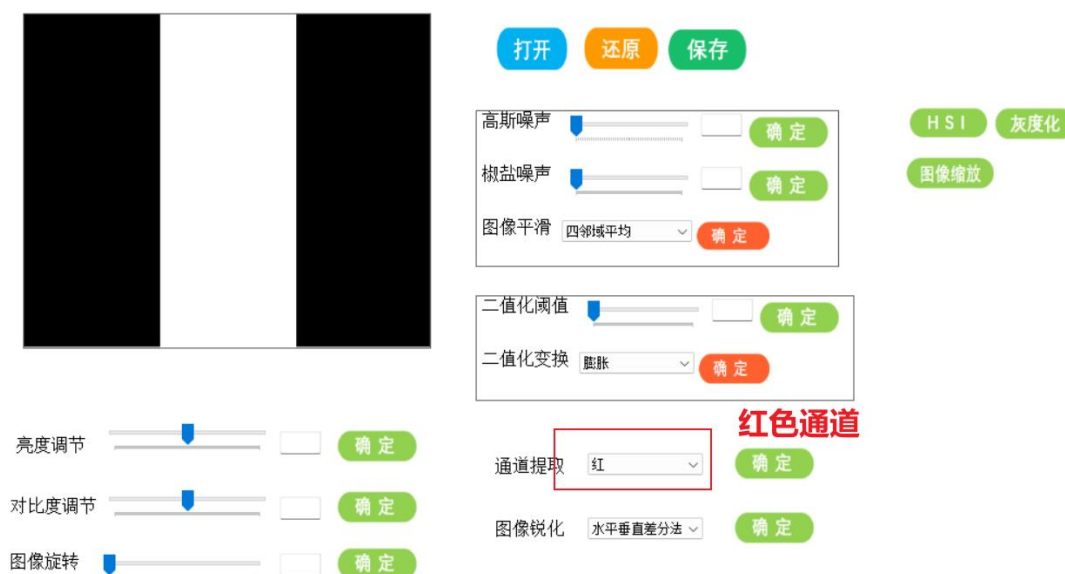 打开 还原 保存
高斯噪声 确定
HSI 灰度化
椒盐噪声 确定
图像缩放
图像平滑 四邻域平均 确定
二值化阈值 确定
二值化变换 膨胀 确定
红色通道
亮度调节 确定
通道提取 红 确定
对比度调节 确定
图像锐化 水平垂直差分法 确定
图像旋转 确定